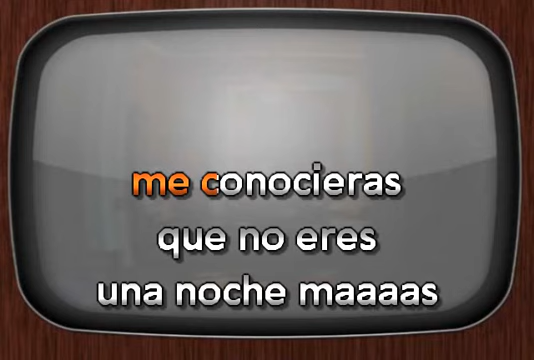 me conocieras
que no eres
una noche maaaas